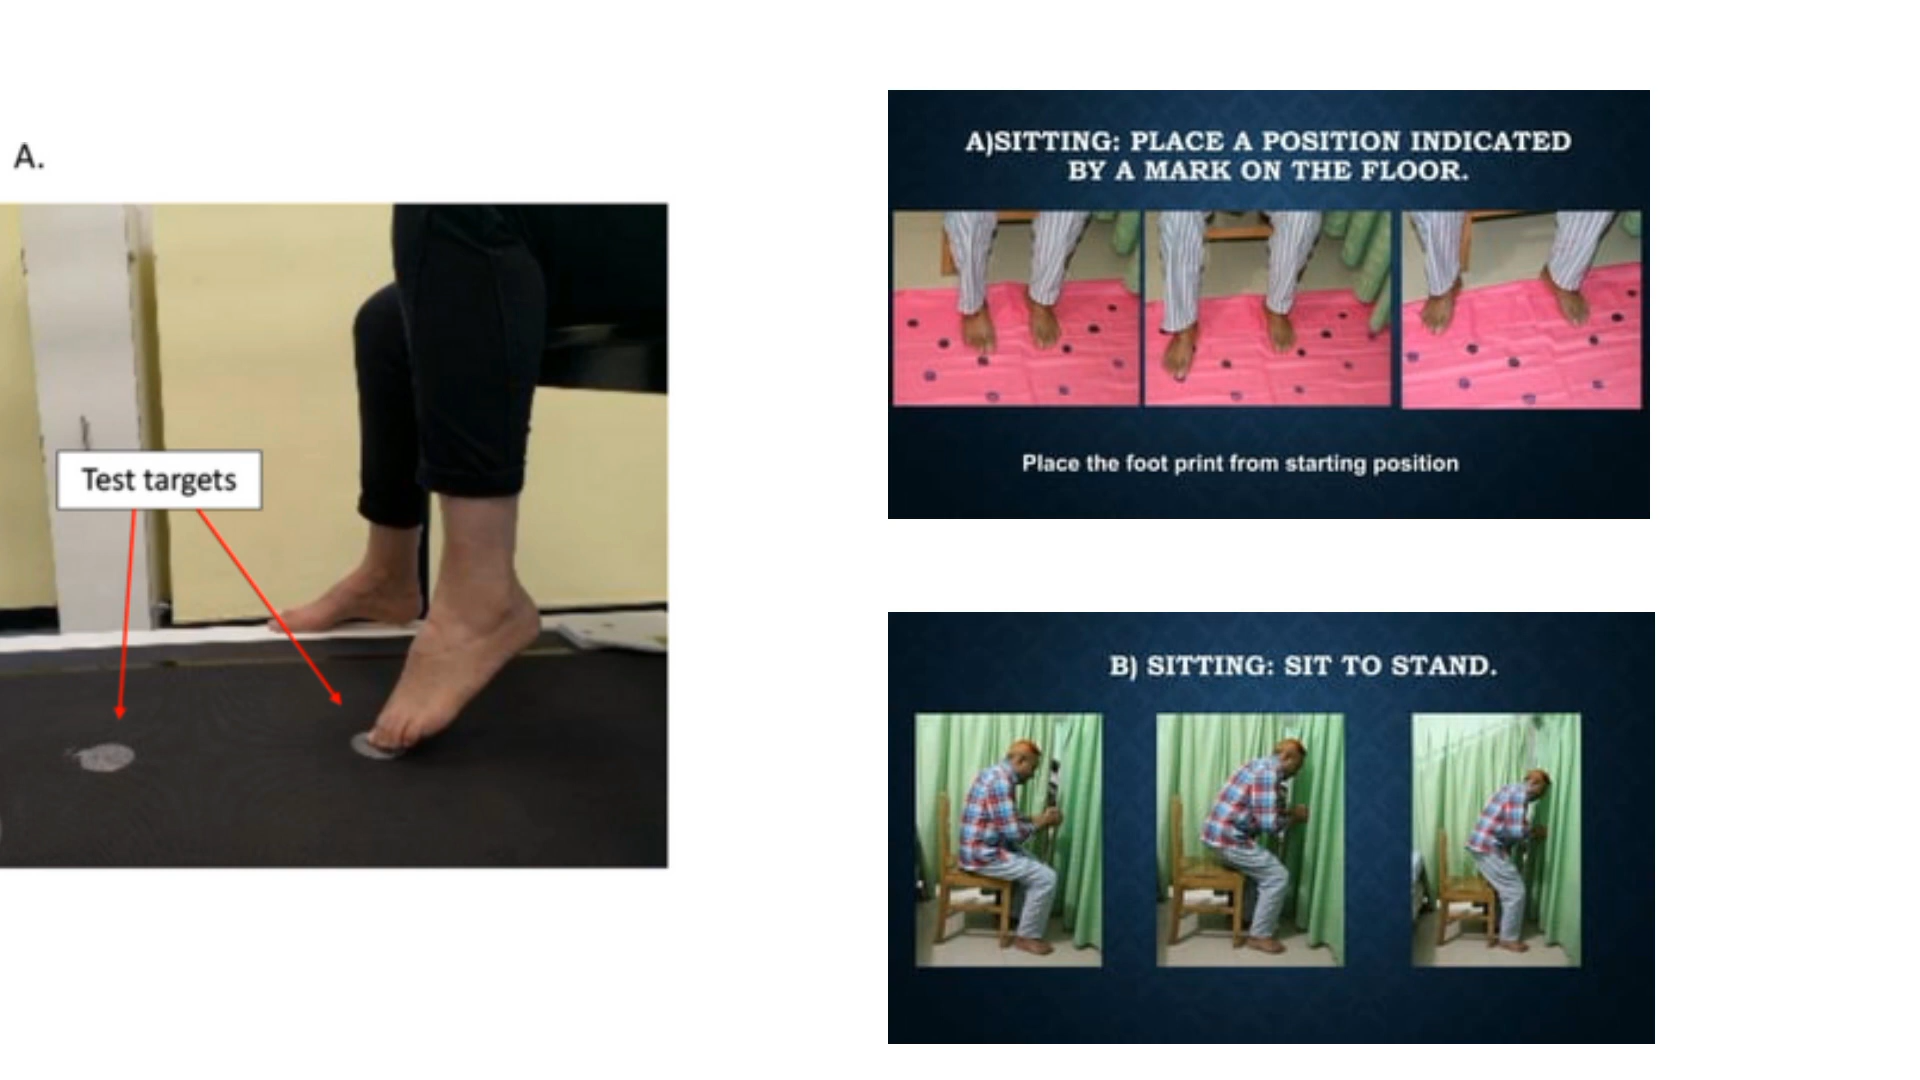 A.
Test targets
A)SITTING: PLACE A POSITION INDICATED
BY A MARK ON THE FLOOR.
Place the foot print from starting position
B) SITTING: SIT TO STAND.